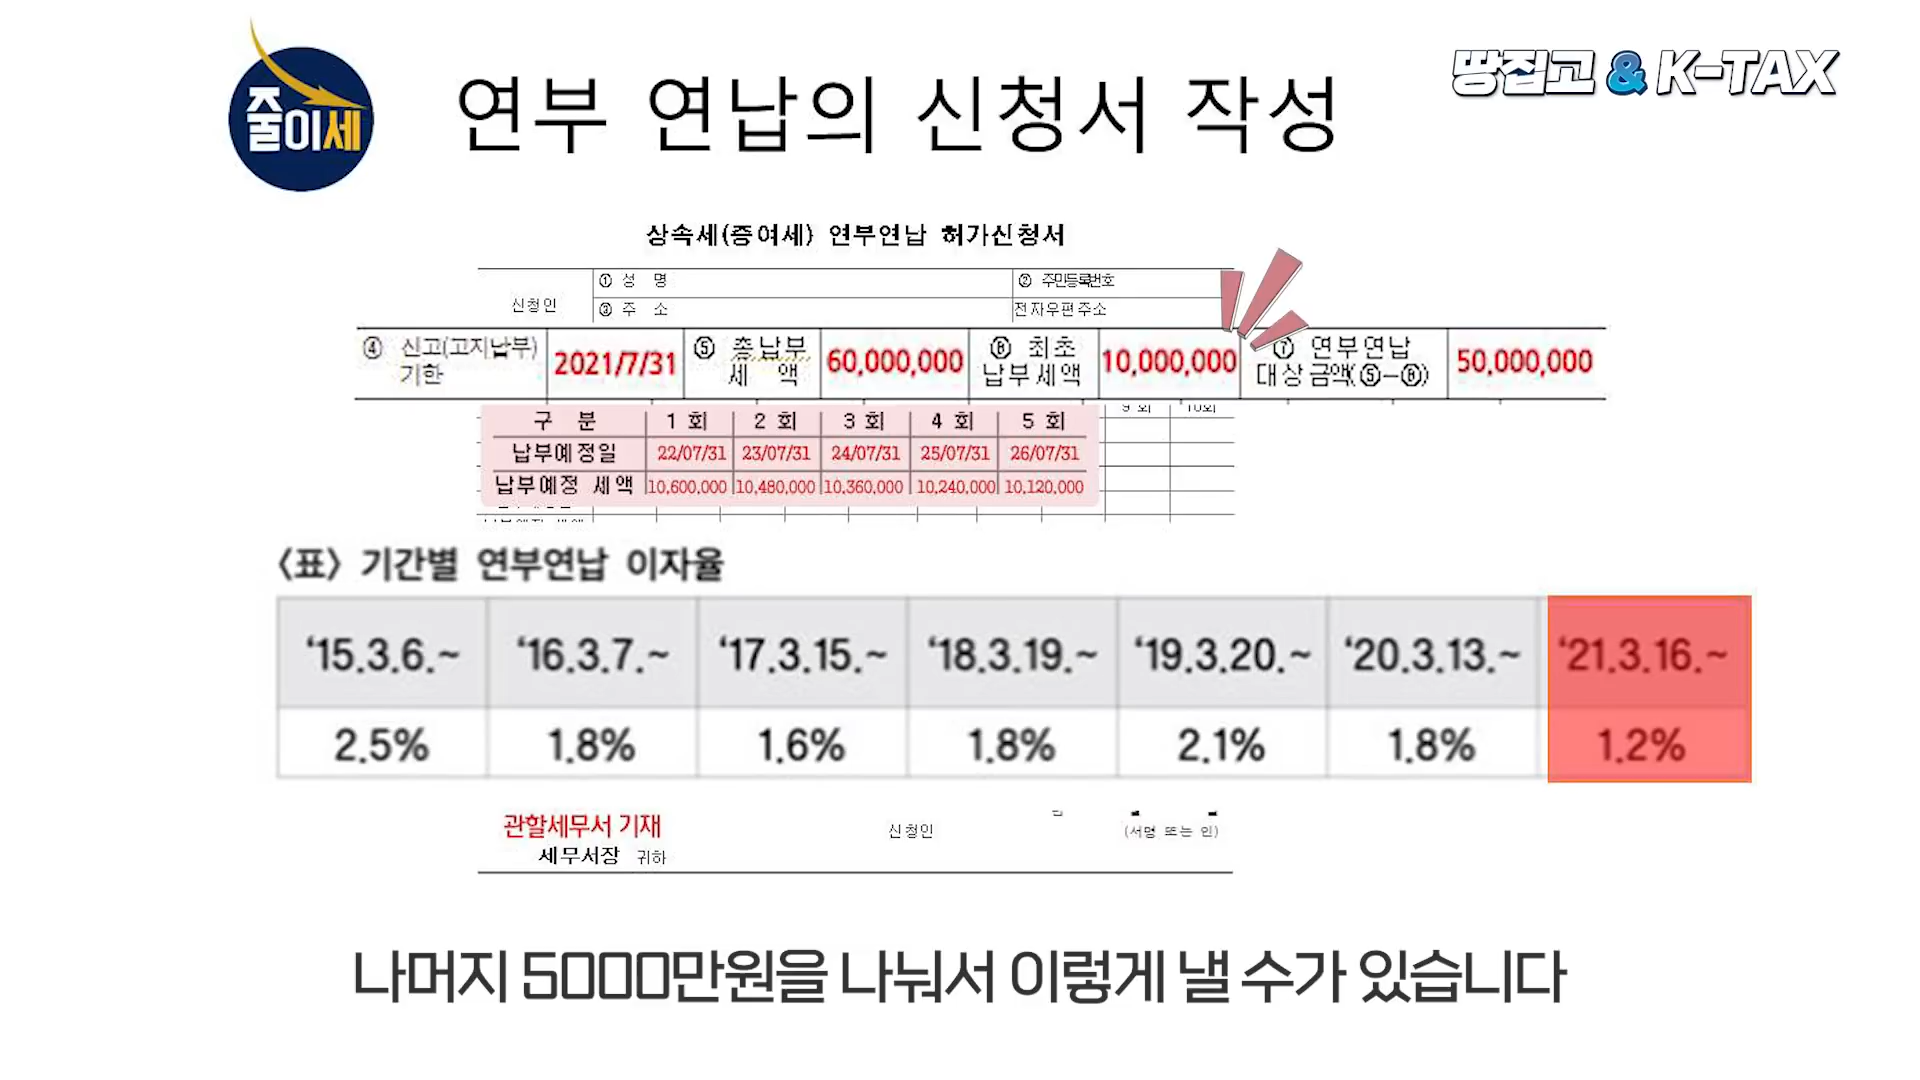 줄이세
연부 연납의 신청서 작성
땅집고 & K-TAX
상속세(증여세) 연부연납 허가신청서
신청인
① 성 명
② 주민등록번호
③ 주 소
전자우편주소
④ 신고(고지납부) 기한 2021/7/31 ⑤ 총납부 세 액 60,000,000 ⑥ 최초 납부세액 10,000,000 ⑦ 연부연납 대상금액(⑤-⑥) 50,000,000
구 분 1 회 2 회 3 회 4 회 5 회 9 회 10회
납부예정일 22/07/31 23/07/31 24/07/31 25/07/31 26/07/31
납부예정 세액 10,600,000 10,480,000 10,360,000 10,240,000 10,120,000
<표> 기간별 연부연납 이자율
‘15.3.6.~ ‘16.3.7.~ ‘17.3.15.~ ‘18.3.19.~ ‘19.3.20.~ ‘20.3.13.~ ‘21.3.16.~
2.5% 1.8% 1.6% 1.8% 2.1% 1.8% 1.2%
관할세무서 기재
신청인 (서명 또는 인)
세무서장 귀하
나머지 5000만원을 나눠서 이렇게 낼 수가 있습니다